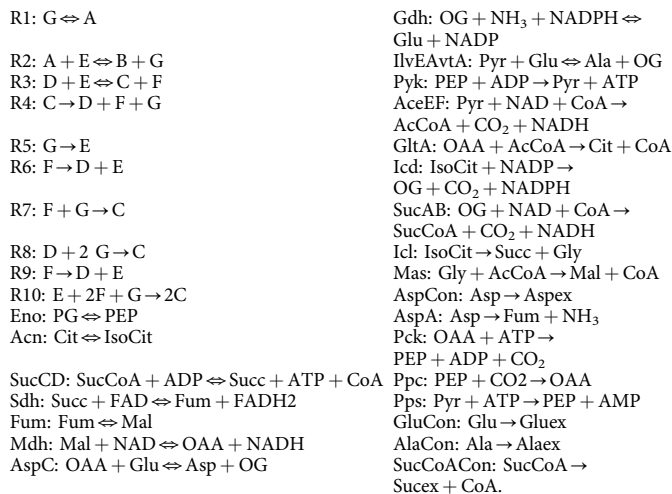 R1: G ⇔ A
R2: A + E ⇔ B + G
R3: D + E ⇔ C + F
R4: C → D + F + G
R5: G → E
R6: F → D + E
R7: F + G → C
R8: D + 2 G → C
R9: F → D + E
R10: E + 2F + G → 2C
Eno: PG ⇔ PEP
Acn: Cit ⇔ IsoCit
SucCD: SucCoA + ADP ⇔ Succ + ATP + CoA
Sdh: Succ + FAD ⇔ Fum + FADH2
Fum: Fum ⇔ Mal
Mdh: Mal + NAD ⇔ OAA + NADH
AspC: OAA + Glu ⇔ Asp + OG
Gdh: OG + NH₃ + NADPH ⇔
Glu + NADP
IlvEAvtA: Pyr + Glu ⇔ Ala + OG
Pyk: PEP + ADP → Pyr + ATP
AceEF: Pyr + NAD + CoA →
AcCoA + CO₂ + NADH
GltA: OAA + AcCoA → Cit + CoA
Icd: IsoCit + NADP →
OG + CO₂ + NADPH
SucAB: OG + NAD + CoA →
SucCoA + CO₂ + NADH
Icl: IsoCit → Succ + Gly
Mas: Gly + AcCoA → Mal + CoA
AspCon: Asp → Aspex
AspA: Asp → Fum + NH₃
Pck: OAA + ATP →
PEP + ADP + CO₂
Ppc: PEP + CO2 → OAA
Pps: Pyr + ATP → PEP + AMP
GluCon: Glu → Gluex
AlaCon: Ala → Alaex
SucCoACon: SucCoA →
Sucex + CoA.